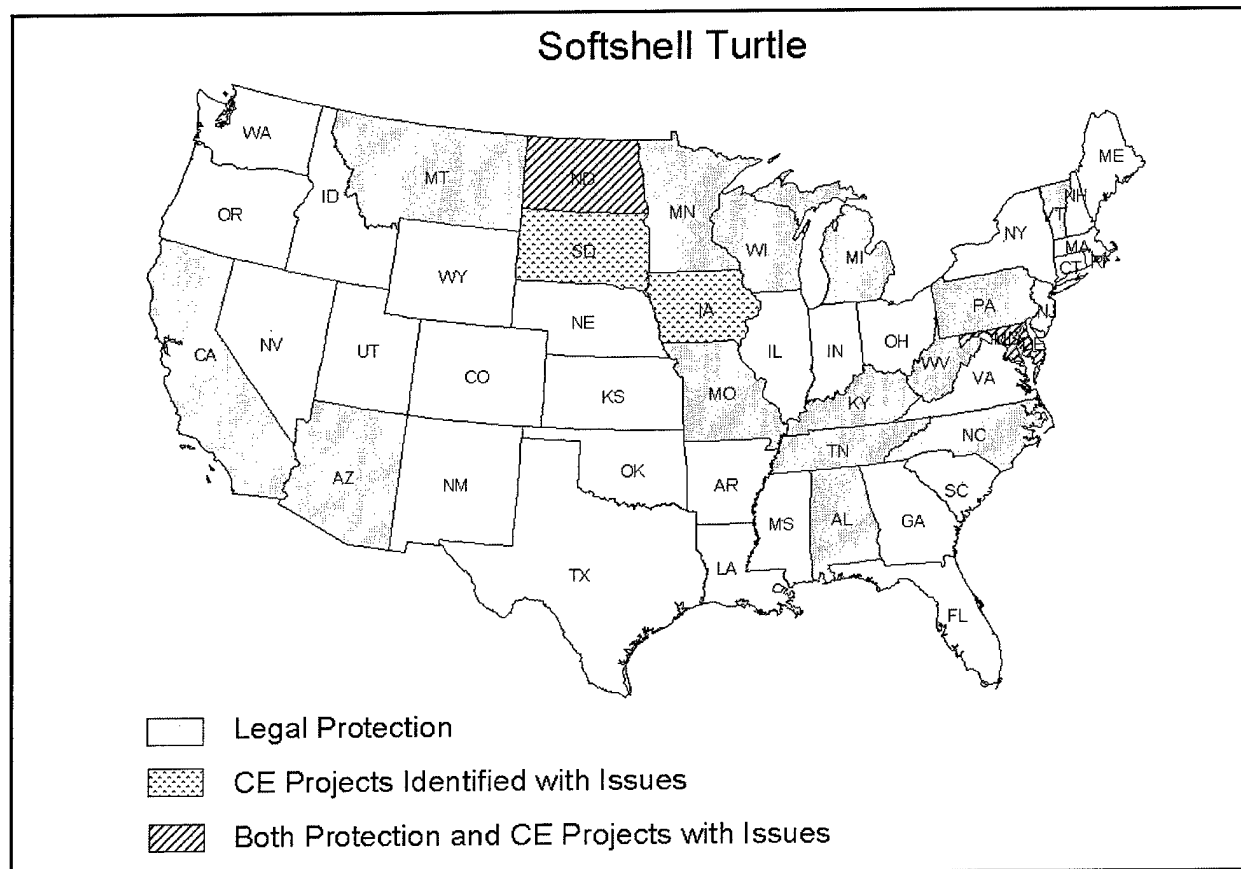 Softshell Turtle
WA
ME
MT
ND
NH
ID
MN
OR
NY
WI
MA
SD
MI
CT
WY
PA
IA
NE
OH
NV
UT
IL
IN
CA
WV
CO
VA
KS
MO
KY
NC
TN
AZ
OK
NM
AR
SC
MS
AL
GA
TX
LA
FL
Legal Protection
CE Projects Identified with Issues
Both Protection and CE Projects with Issues